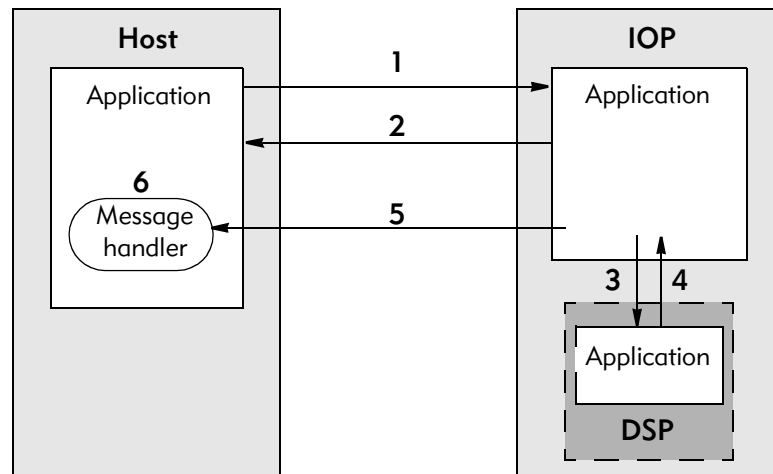 Host
IOP
1
Application
Application
2
6
Message
handler
5
3
4
Application
DSP